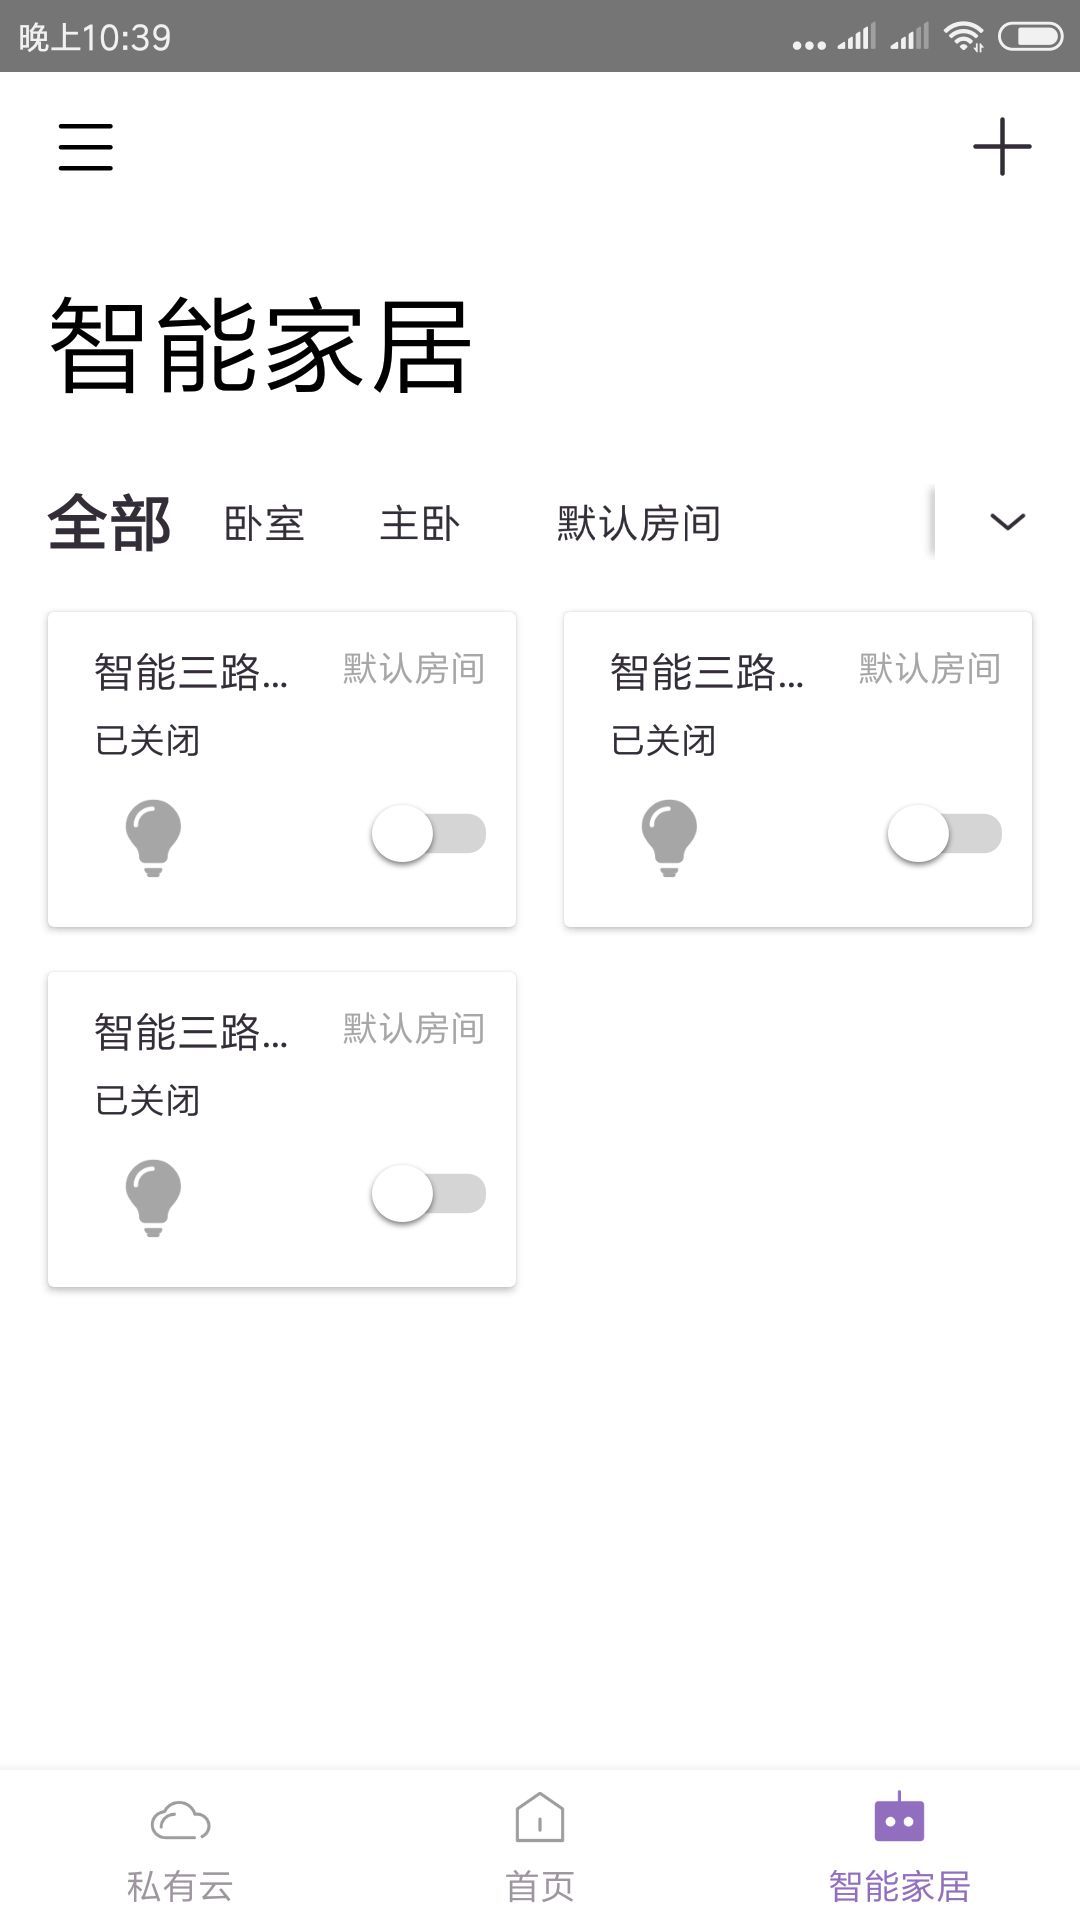 晚上10:39
智能家居
全部 卧室 主卧 默认房间
智能三路... 默认房间
已关闭
智能三路... 默认房间
已关闭
智能三路... 默认房间
已关闭
私有云 首页 智能家居